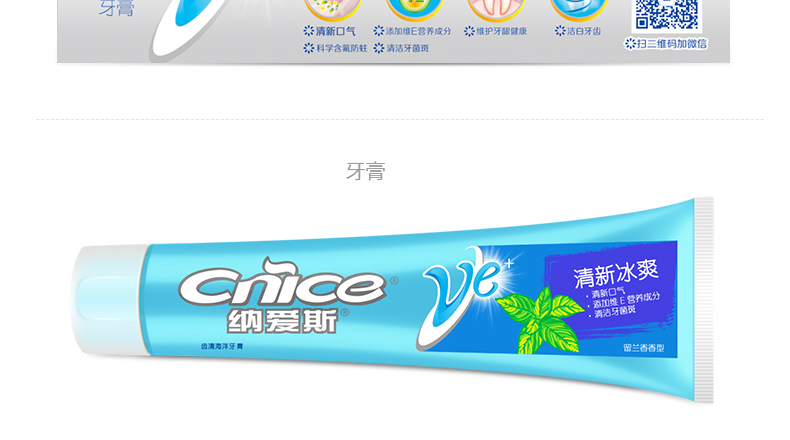 牙膏
清新口气
添加维E营养成分
维护牙龈健康
洁白牙齿
科学含氟防蛀
清洁牙菌斑
扫二维码加微信
牙膏
Cnice®
纳爱斯®
齿清海洋牙膏
Ve+
清新冰爽
·清新口气
·添加维E营养成分
·清洁牙菌斑
留兰香香型